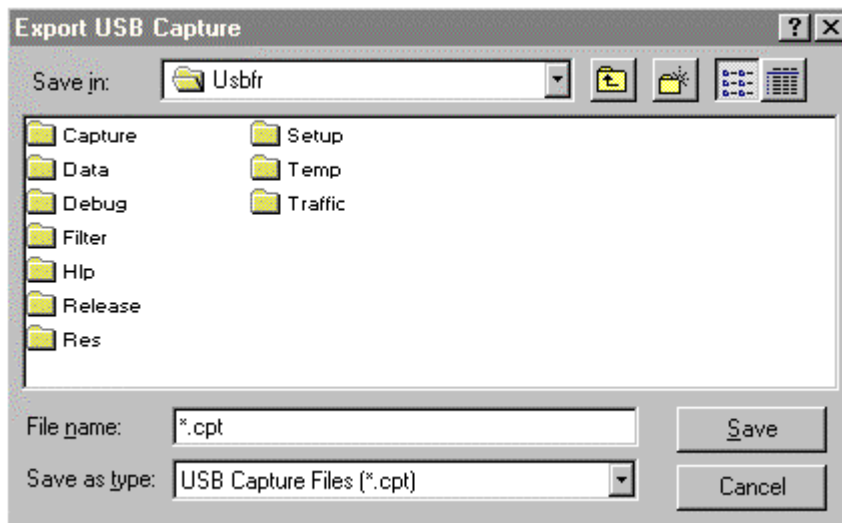 Export USB Capture
Save in: Usbfr
Capture Setup
Data Temp
Debug Traffic
Filter
Hlp
Release
Res
File name: *.cpt Save
Save as type: USB Capture Files (*.cpt) Cancel